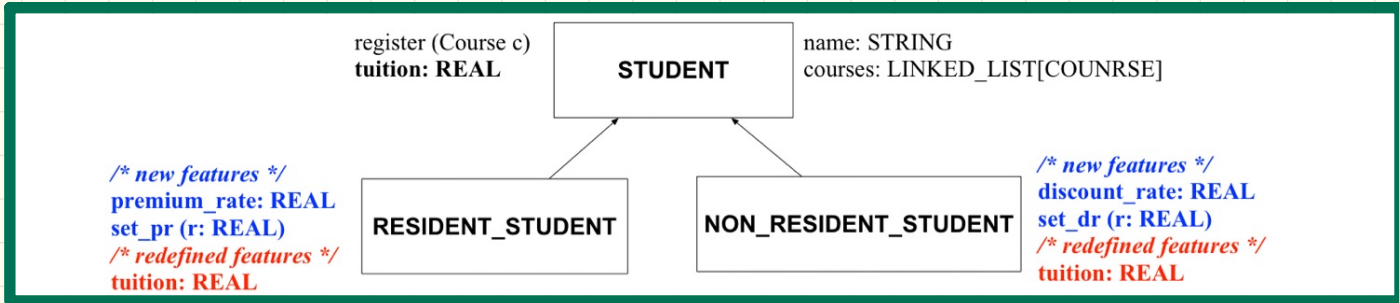 register (Course c)
tuition: REAL
STUDENT
name: STRING
courses: LINKED_LIST[COUNRSE]
/* new features */
premium_rate: REAL
set_pr (r: REAL)
/* redefined features */
tuition: REAL
RESIDENT_STUDENT
NON_RESIDENT_STUDENT
/* new features */
discount_rate: REAL
set_dr (r: REAL)
/* redefined features */
tuition: REAL